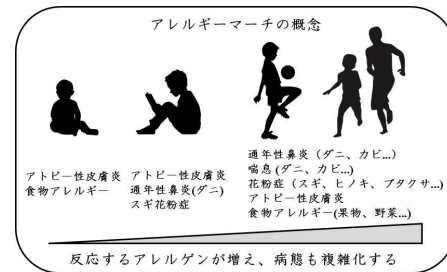 アレルギーマーチの概念
アトピー性皮膚炎
食物アレルギー
アトピー性皮膚炎
通年性鼻炎(ダニ)
スギ花粉症
通年性鼻炎（ダニ、カビ...）
喘息(ダニ、カビ...)
花粉症（スギ、ヒノキ、ブタクサ...）
アトピー性皮膚炎
食物アレルギー(果物、野菜...)
反応するアレルゲンが増え、病態も複雑化する